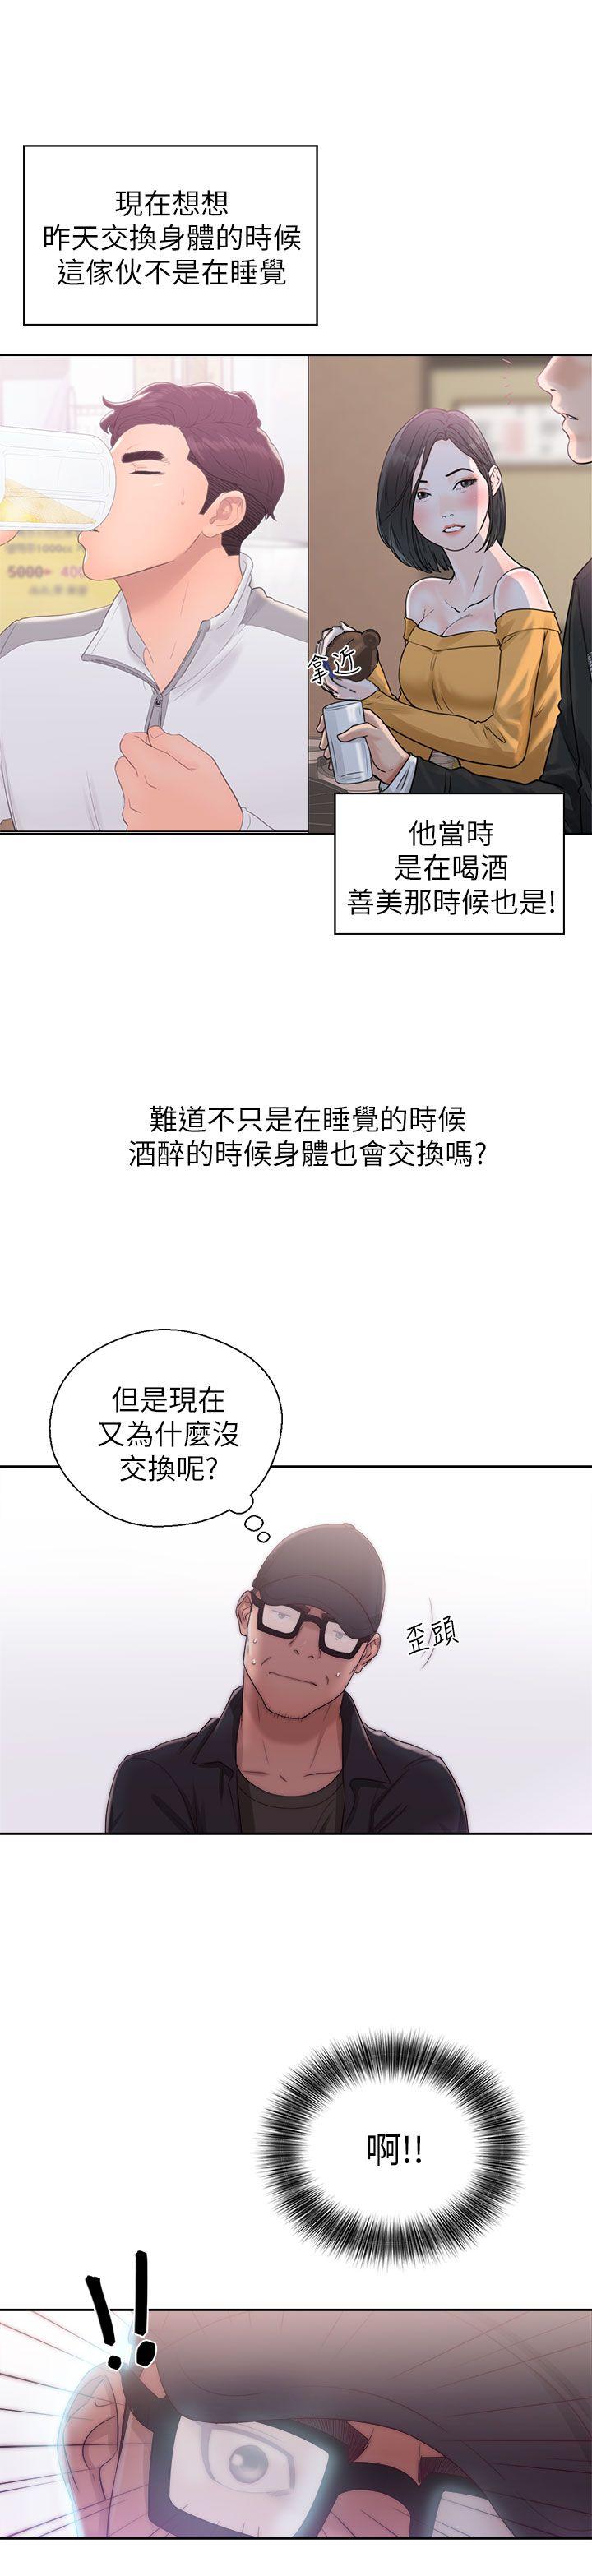 現在想想
昨天交換身體的時候
這傢伙不是在睡覺
1000cc
5000
400
拿近
他當時
是在喝酒
善美那時候也是!
難道不只是在睡覺的時候
酒醉的時候身體也會交換嗎?
但是現在
又為什麼沒
交換呢?
歪頭
啊!!
!!